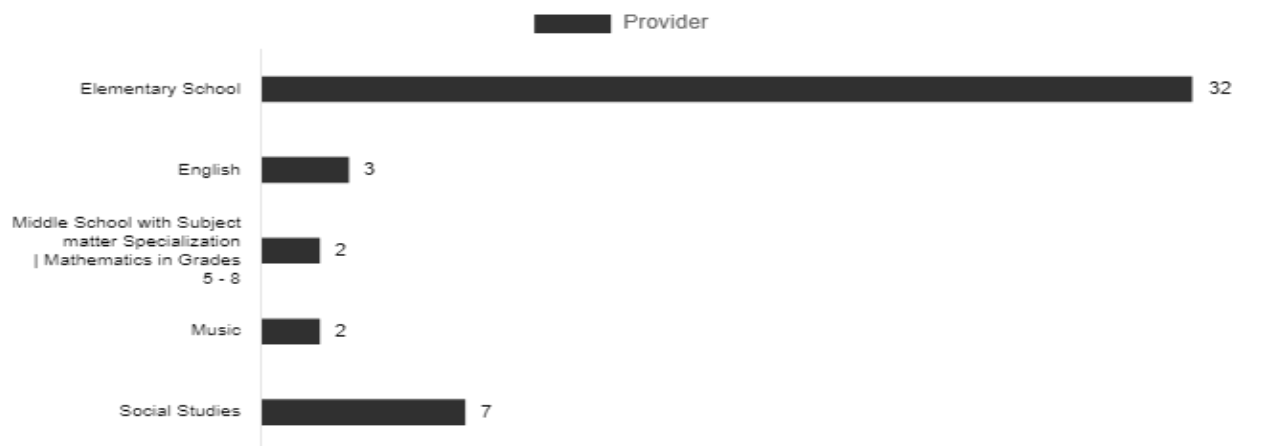 Provider
Elementary School 32
English 3
Middle School with Subject
matter Specialization
| Mathematics in Grades
5 - 8
2
Music 2
Social Studies 7